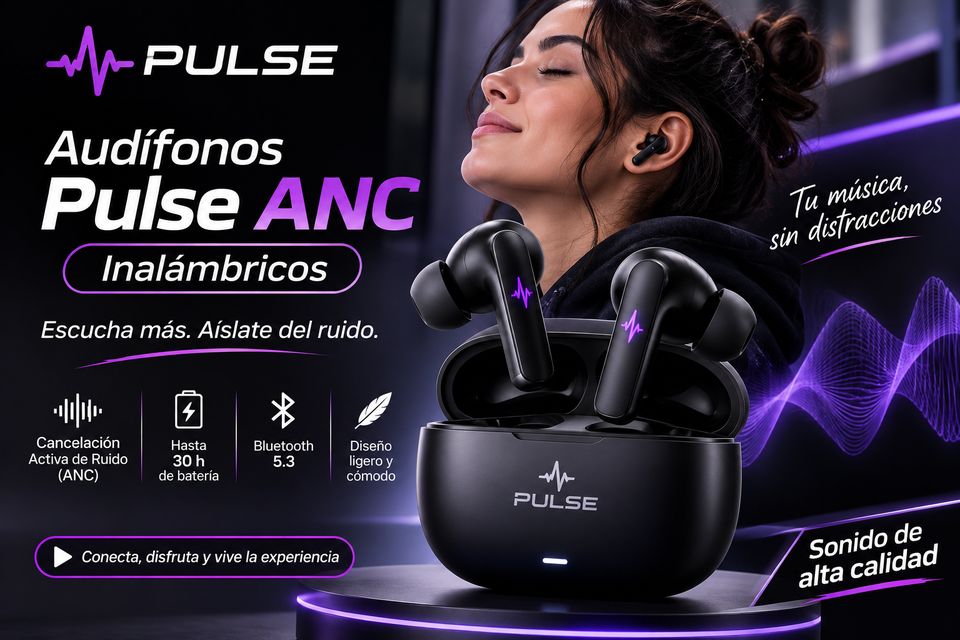 PULSE
Audífonos
Pulse ANC
Inalámbricos
Escucha más. Aíslate del ruido.
Cancelación
Activa de Ruido
(ANC)
Hasta
30 h
de batería
Bluetooth
5.3
Diseño
ligero y
cómodo
Conecta, disfruta y vive la experiencia
Tu música,
sin distracciones
PULSE
Sonido de
alta calidad